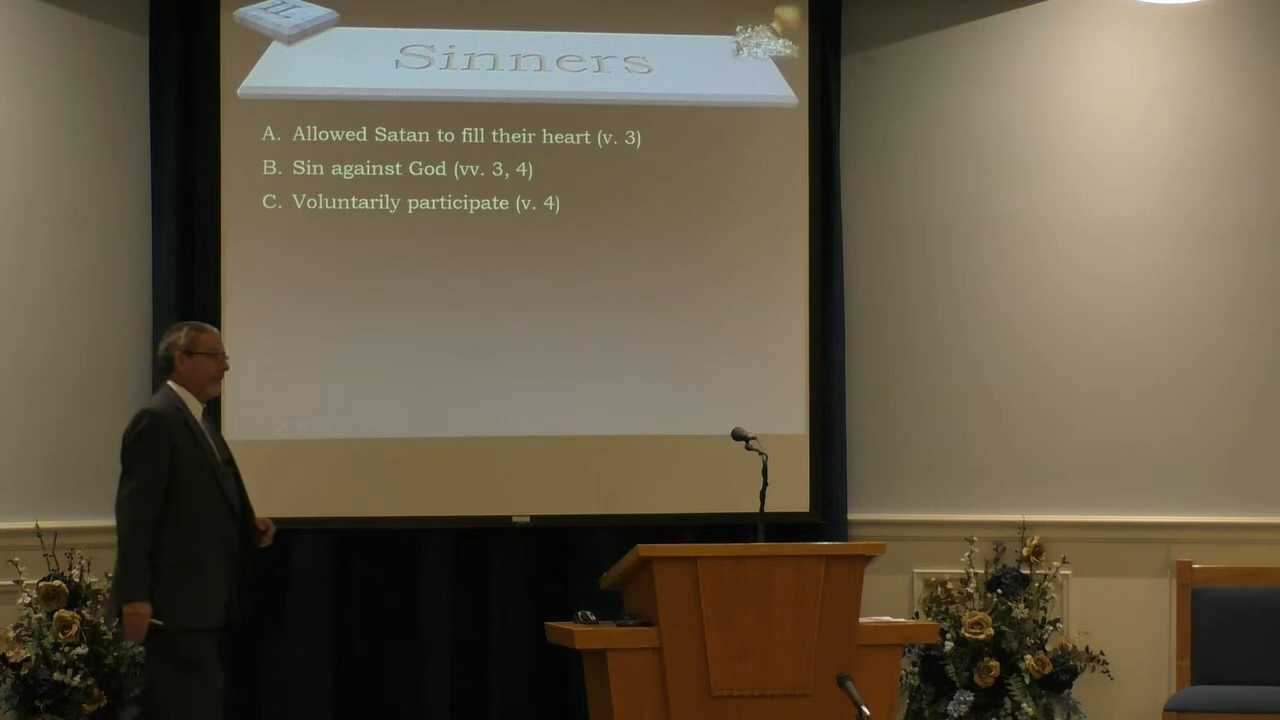 II.
Sinners
A. Allowed Satan to fill their heart (v. 3)
B. Sin against God (vv. 3, 4)
C. Voluntarily participate (v. 4)